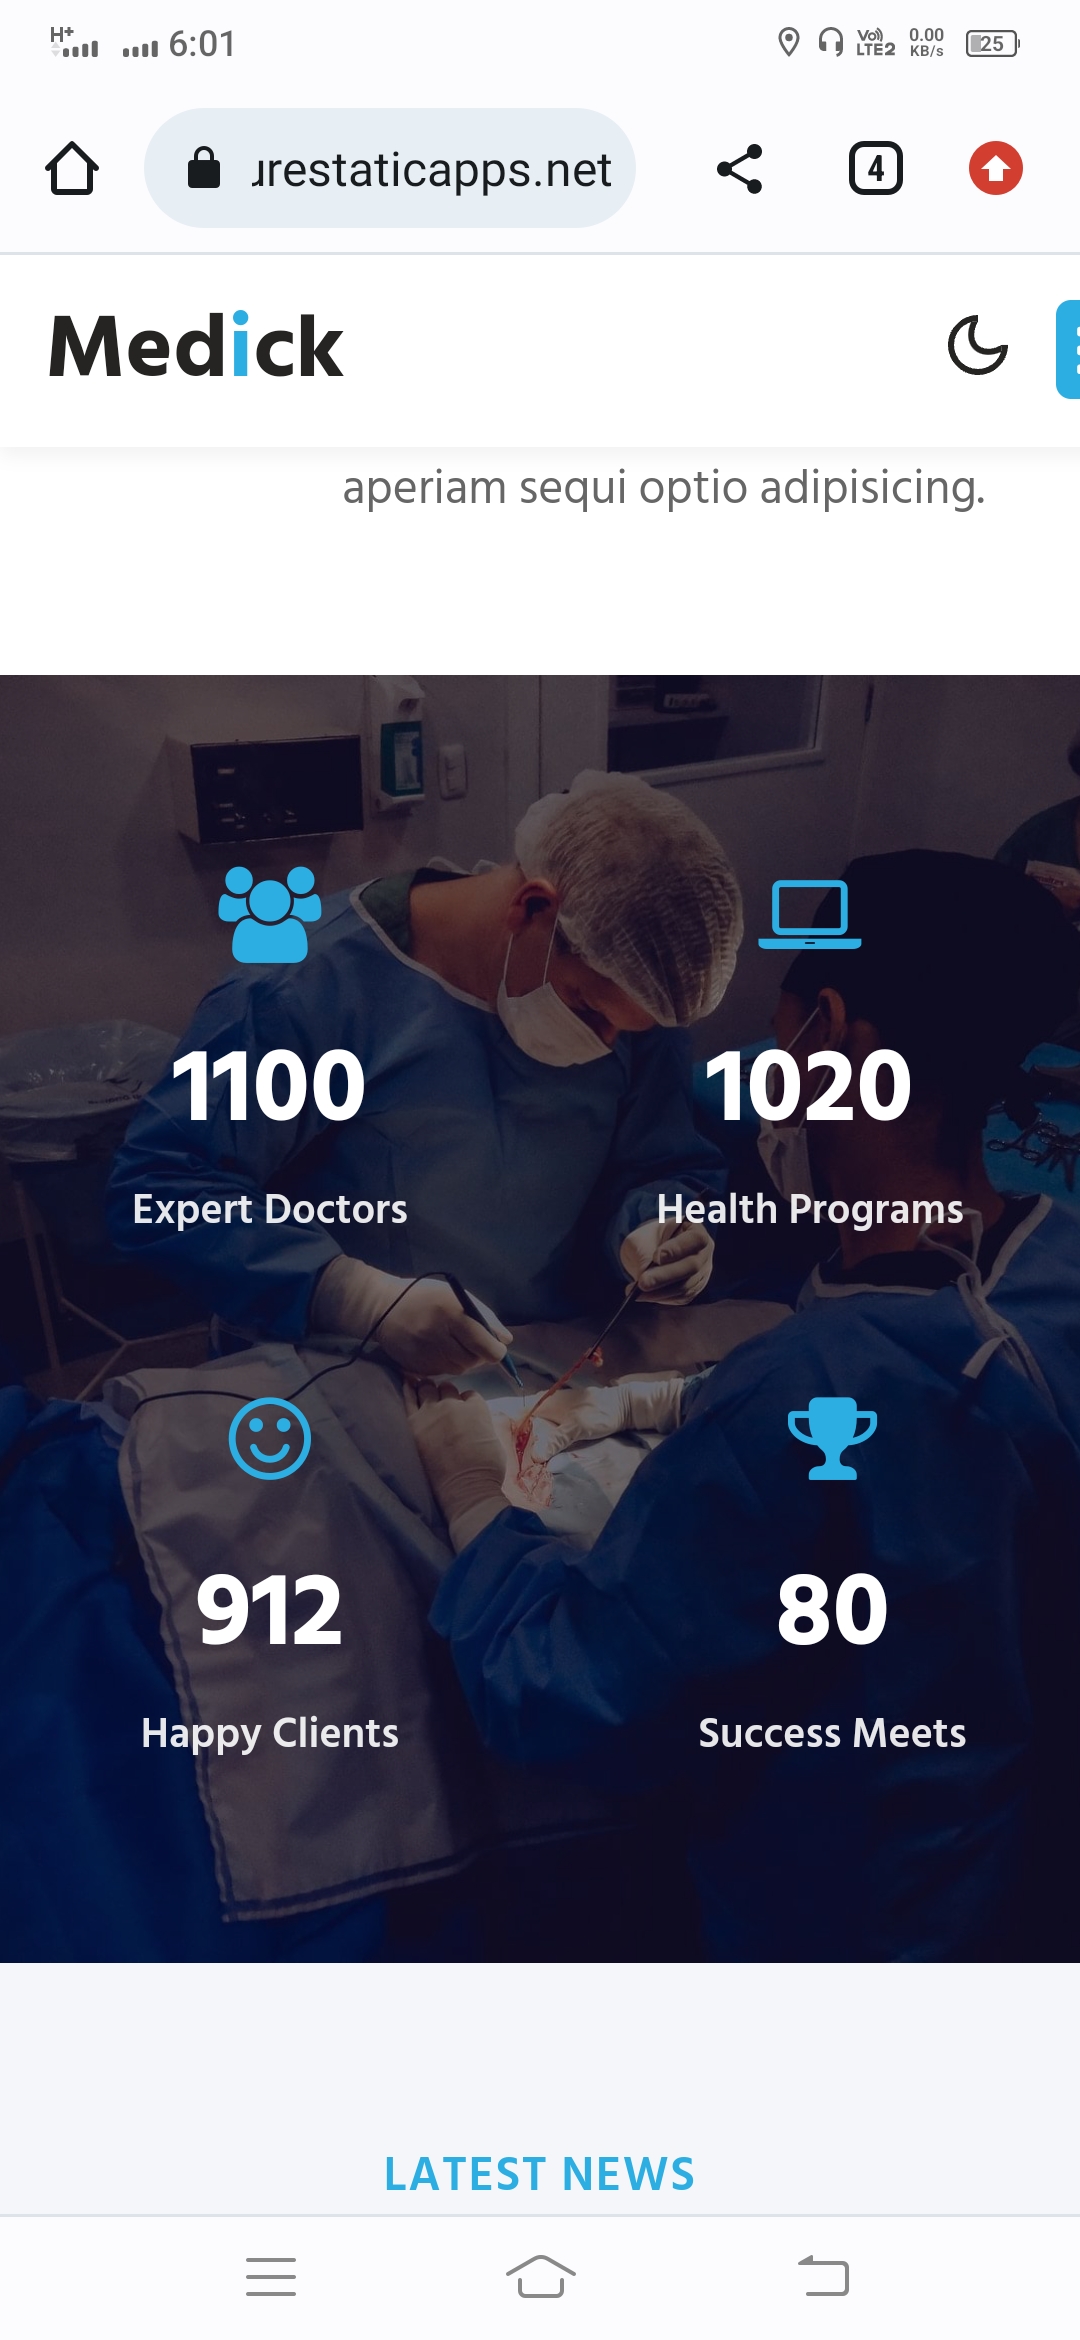 H+ 6:01 Vo)) LTE2 0.00 KB/s 25
urestaticapps.net 4
Medick
aperiam sequi optio adipisicing.
1100 1020
Expert Doctors Health Programs
912 80
Happy Clients Success Meets
LATEST NEWS